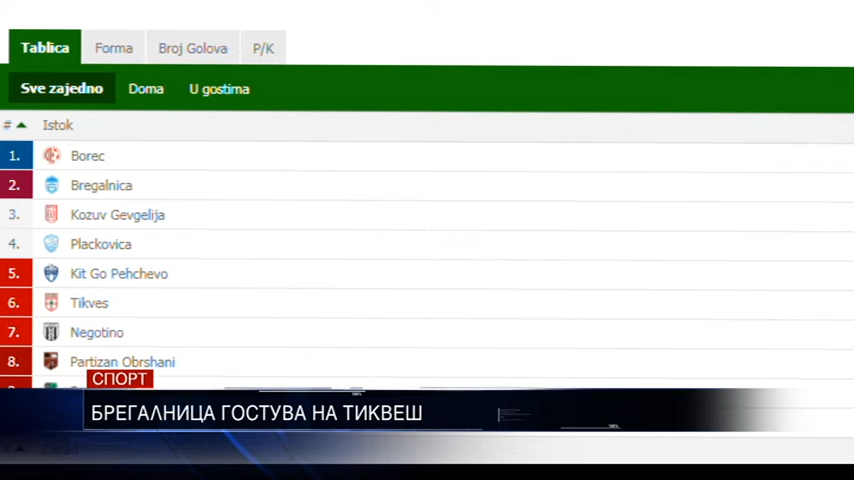 Tablica Forma Broj Golova P/K
Sve zajedno Doma U gostima
# Istok
1. Borec
2. Bregalnica
3. Kozuv Gevgelija
4. Plackovica
5. Kit Go Pehchevo
6. Tikves
7. Negotino
8. Partizan Obrshani
СПОРТ
БРЕГАЛНИЦА ГОСТУВА НА ТИКВЕШ